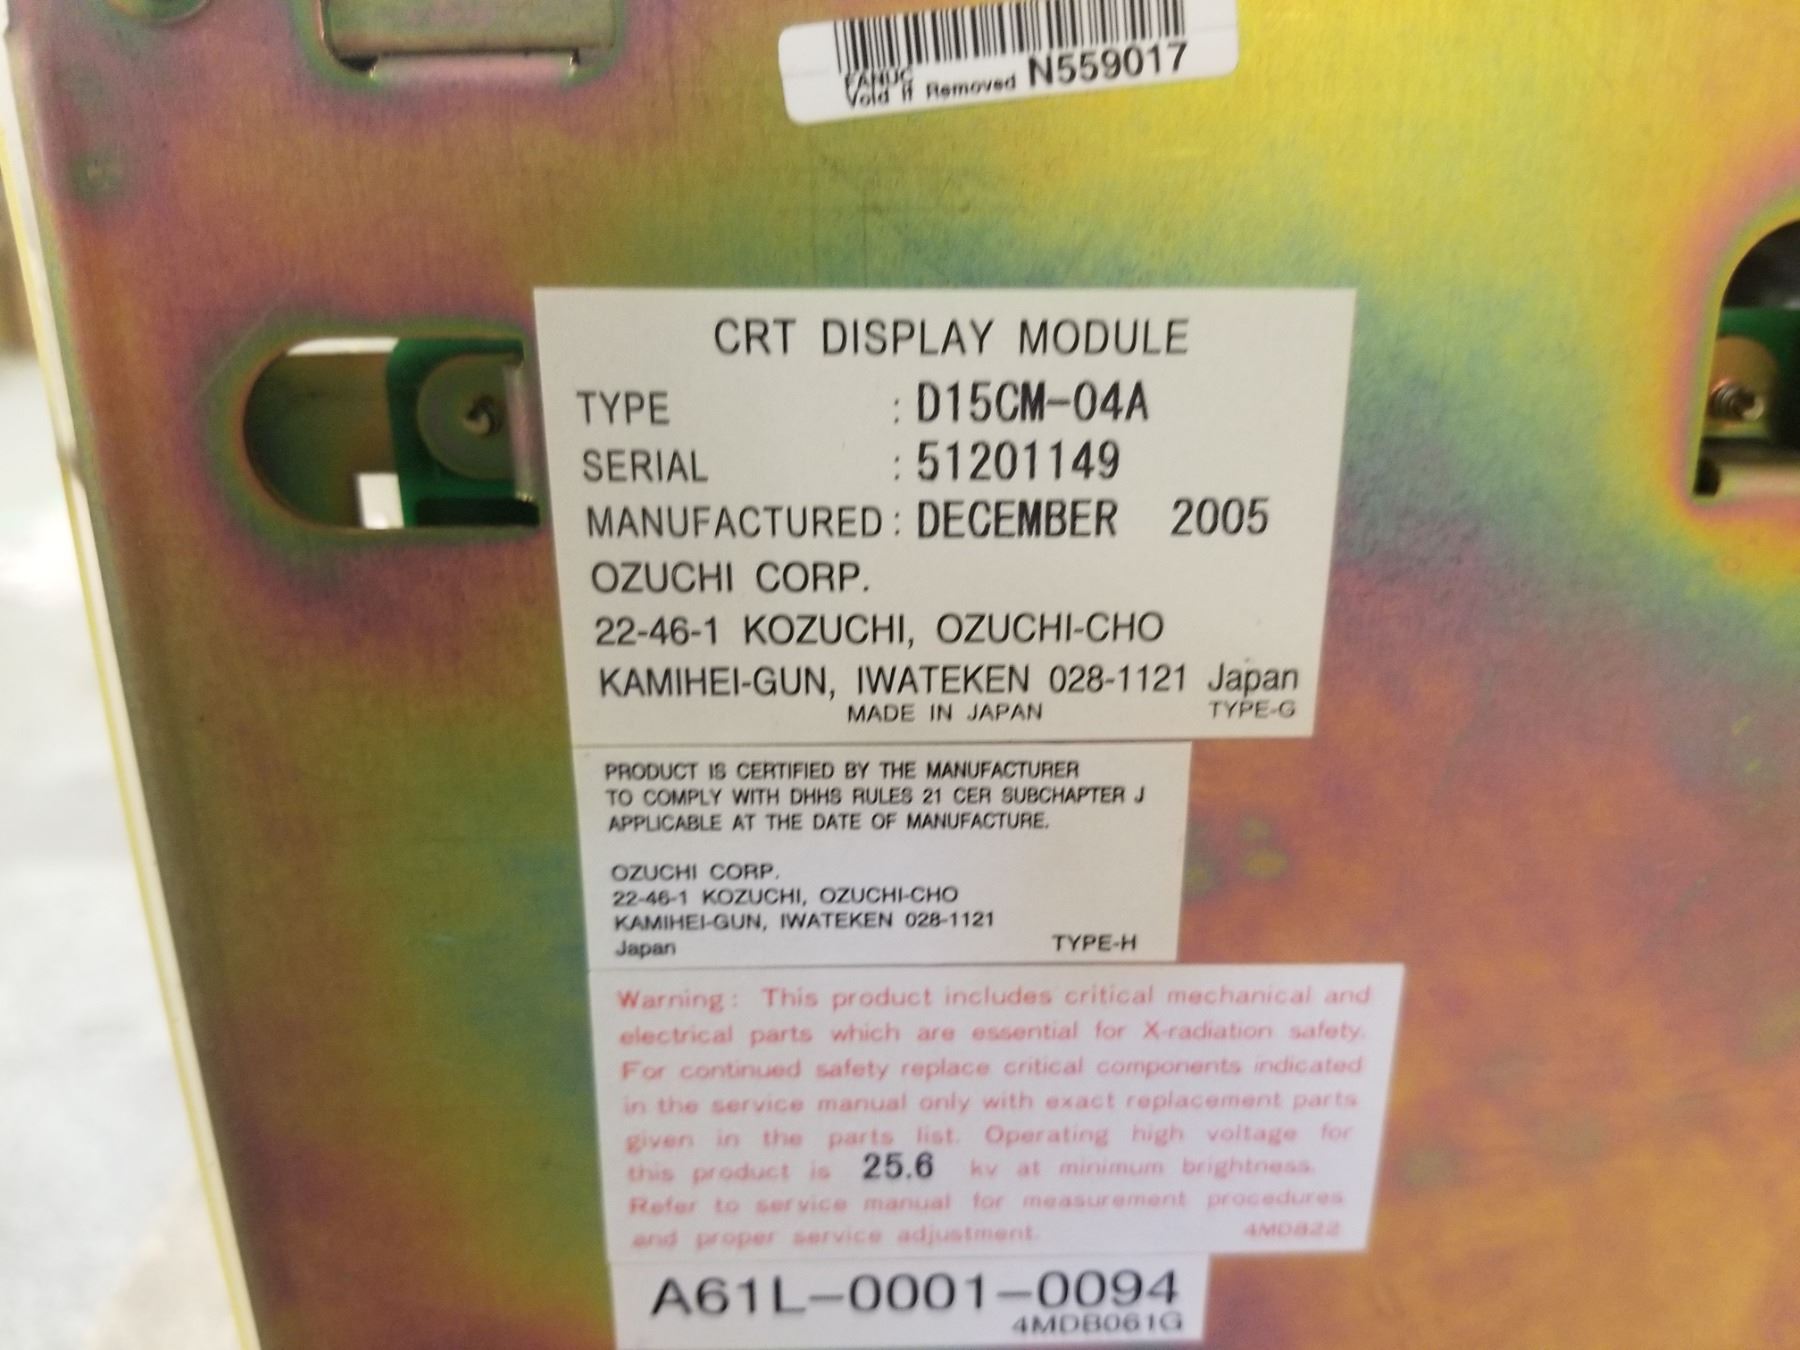 FANUC
Void If Removed N559017
CRT DISPLAY MODULE
TYPE : D15CM-04A
SERIAL : 51201149
MANUFACTURED : DECEMBER 2005
OZUCHI CORP.
22-46-1 KOZUCHI, OZUCHI-CHO
KAMIHEI-GUN, IWATEKEN 028-1121 Japan
MADE IN JAPAN TYPE-G
PRODUCT IS CERTIFIED BY THE MANUFACTURER
TO COMPLY WITH DHHS RULES 21 CER SUBCHAPTER J
APPLICABLE AT THE DATE OF MANUFACTURE.
OZUCHI CORP.
22-46-1 KOZUCHI, OZUCHI-CHO
KAMIHEI-GUN, IWATEKEN 028-1121
Japan TYPE-H
Warning: This product includes critical mechanical and
electrical parts which are essential for X-radiation safety.
For continued safety replace critical components indicated
in the service manual only with exact replacement parts
given in the parts list. Operating high voltage for
this product is 25.6 kv at minimum brightness.
Refer to service manual for measurement procedures
and proper service adjustment. 4MD822
A61L-0001-0094
4MDB061G